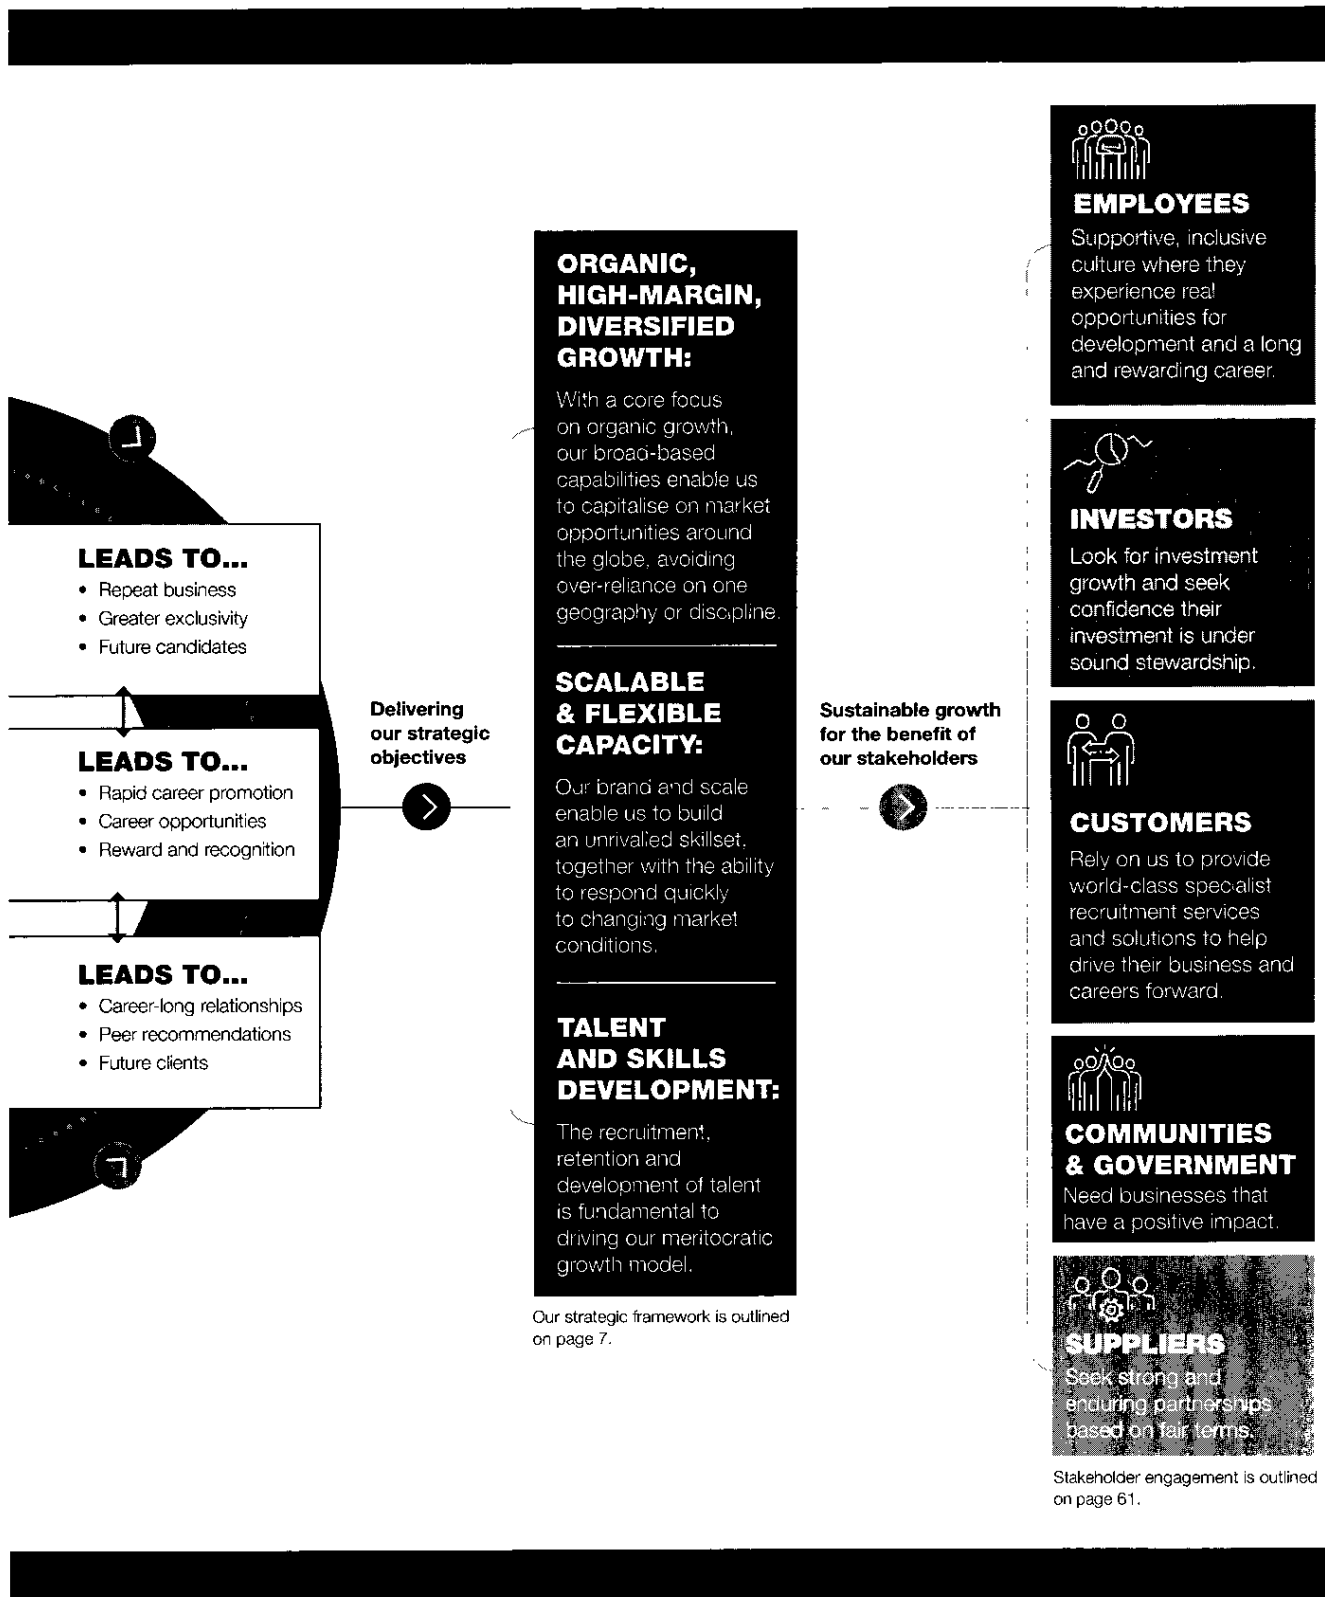 LEADS TO...
• Repeat business
• Greater exclusivity
• Future candidates
LEADS TO...
• Rapid career promotion
• Career opportunities
• Reward and recognition
LEADS TO...
• Career-long relationships
• Peer recommendations
• Future clients
Delivering
our strategic
objectives
ORGANIC,
HIGH-MARGIN,
DIVERSIFIED
GROWTH:
With a core focus
on organic growth,
our broad-based
capabilities enable us
to capitalise on market
opportunities around
the globe, avoiding
over-reliance on one
geography or discipline.
SCALABLE
& FLEXIBLE
CAPACITY:
Our brand and scale
enable us to build
an unrivalled skillset,
together with the ability
to respond quickly
to changing market
conditions.
TALENT
AND SKILLS
DEVELOPMENT:
The recruitment,
retention and
development of talent
is fundamental to
driving our meritocratic
growth model.
Our strategic framework is outlined
on page 7.
Sustainable growth
for the benefit of
our stakeholders
EMPLOYEES
Supportive, inclusive
culture where they
experience real
opportunities for
development and a long
and rewarding career.
INVESTORS
Look for investment
growth and seek
confidence their
investment is under
sound stewardship.
CUSTOMERS
Rely on us to provide
world-class specialist
recruitment services
and solutions to help
drive their business and
careers forward.
COMMUNITIES
& GOVERNMENT
Need businesses that
have a positive impact.
SUPPLIERS
Seek strong and
enduring partnerships
based on fair terms.
Stakeholder engagement is outlined
on page 61.